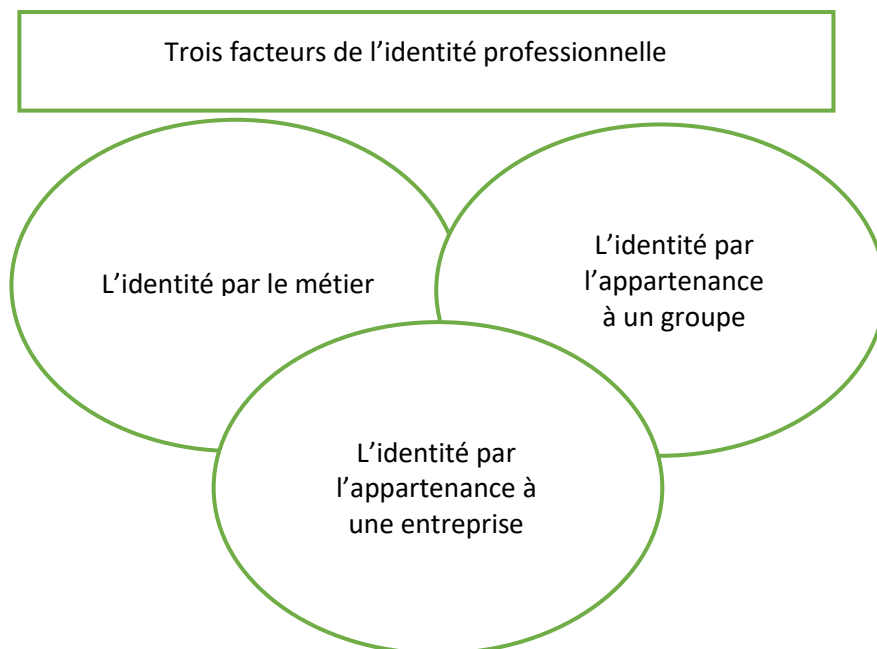 Trois facteurs de l’identité professionnelle
L’identité par le métier
L’identité par
l’appartenance
à un groupe
L’identité par
l’appartenance à
une entreprise